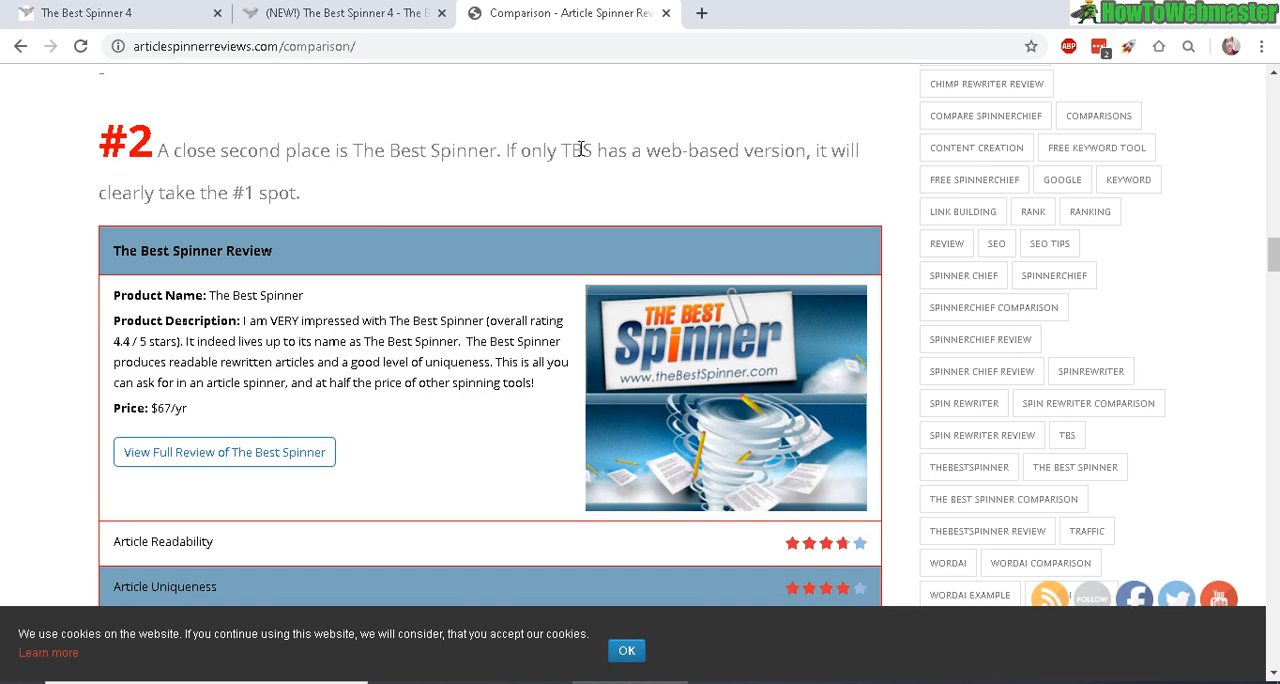 The Best Spinner 4
(NEW!) The Best Spinner 4 - The B
Comparison - Article Spinner Rev
HowToWebmaster
articlespinnerreviews.com/comparison/
ABP
2
#2 A close second place is The Best Spinner. If only TBS has a web-based version, it will
clearly take the #1 spot.
The Best Spinner Review
Product Name: The Best Spinner
Product Description: I am VERY impressed with The Best Spinner (overall rating
4.4 / 5 stars). It indeed lives up to its name as The Best Spinner. The Best Spinner
produces readable rewritten articles and a good level of uniqueness. This is all you
can ask for in an article spinner, and at half the price of other spinning tools!
Price: $67/yr
View Full Review of The Best Spinner
THE BEST
Spinner
www.theBestSpinner.com
Article Readability
Article Uniqueness
CHIMP REWRITER REVIEW
COMPARE SPINNERCHIEF COMPARISONS
CONTENT CREATION FREE KEYWORD TOOL
FREE SPINNERCHIEF GOOGLE KEYWORD
LINK BUILDING RANK RANKING
REVIEW SEO SEO TIPS
SPINNER CHIEF SPINNERCHIEF
SPINNERCHIEF COMPARISON
SPINNERCHIEF REVIEW
SPINNER CHIEF REVIEW SPINREWRITER
SPIN REWRITER SPIN REWRITER COMPARISON
SPIN REWRITER REVIEW TBS
THEBESTSPINNER THE BEST SPINNER
THE BEST SPINNER COMPARISON
THEBESTSPINNER REVIEW TRAFFIC
WORDAI WORDAI COMPARISON
WORDAI EXAMPLE
FOLLOW
You
Tube
We use cookies on the website. If you continue using this website, we will consider, that you accept our cookies.
Learn more
OK